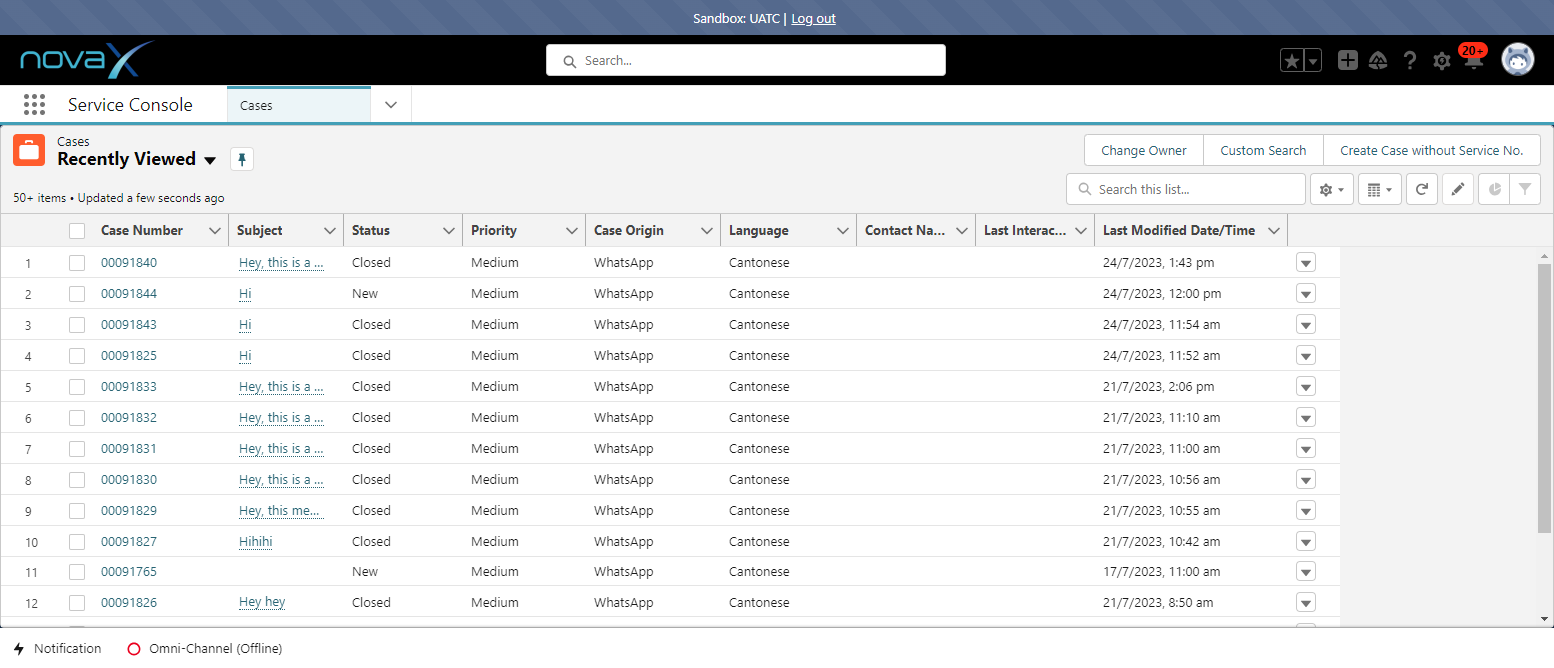 Sandbox: UATC | Log out
novaX
Search...
20+
Service Console
Cases
Cases
Recently Viewed
Change Owner
Custom Search
Create Case without Service No.
50+ items • Updated a few seconds ago
Search this list...
Case Number Subject Status Priority Case Origin Language Contact Na... Last Interac... Last Modified Date/Time
1 00091840 Hey, this is a ... Closed Medium WhatsApp Cantonese 24/7/2023, 1:43 pm
2 00091844 Hi New Medium WhatsApp Cantonese 24/7/2023, 12:00 pm
3 00091843 Hi Closed Medium WhatsApp Cantonese 24/7/2023, 11:54 am
4 00091825 Hi Closed Medium WhatsApp Cantonese 24/7/2023, 11:52 am
5 00091833 Hey, this is a ... Closed Medium WhatsApp Cantonese 21/7/2023, 2:06 pm
6 00091832 Hey, this is a ... Closed Medium WhatsApp Cantonese 21/7/2023, 11:10 am
7 00091831 Hey, this is a ... Closed Medium WhatsApp Cantonese 21/7/2023, 11:00 am
8 00091830 Hey, this is a ... Closed Medium WhatsApp Cantonese 21/7/2023, 10:56 am
9 00091829 Hey, this me... Closed Medium WhatsApp Cantonese 21/7/2023, 10:55 am
10 00091827 Hihihi Closed Medium WhatsApp Cantonese 21/7/2023, 10:42 am
11 00091765 New Medium WhatsApp Cantonese 17/7/2023, 11:00 am
12 00091826 Hey hey Closed Medium WhatsApp Cantonese 21/7/2023, 8:50 am
Notification
Omni-Channel (Offline)